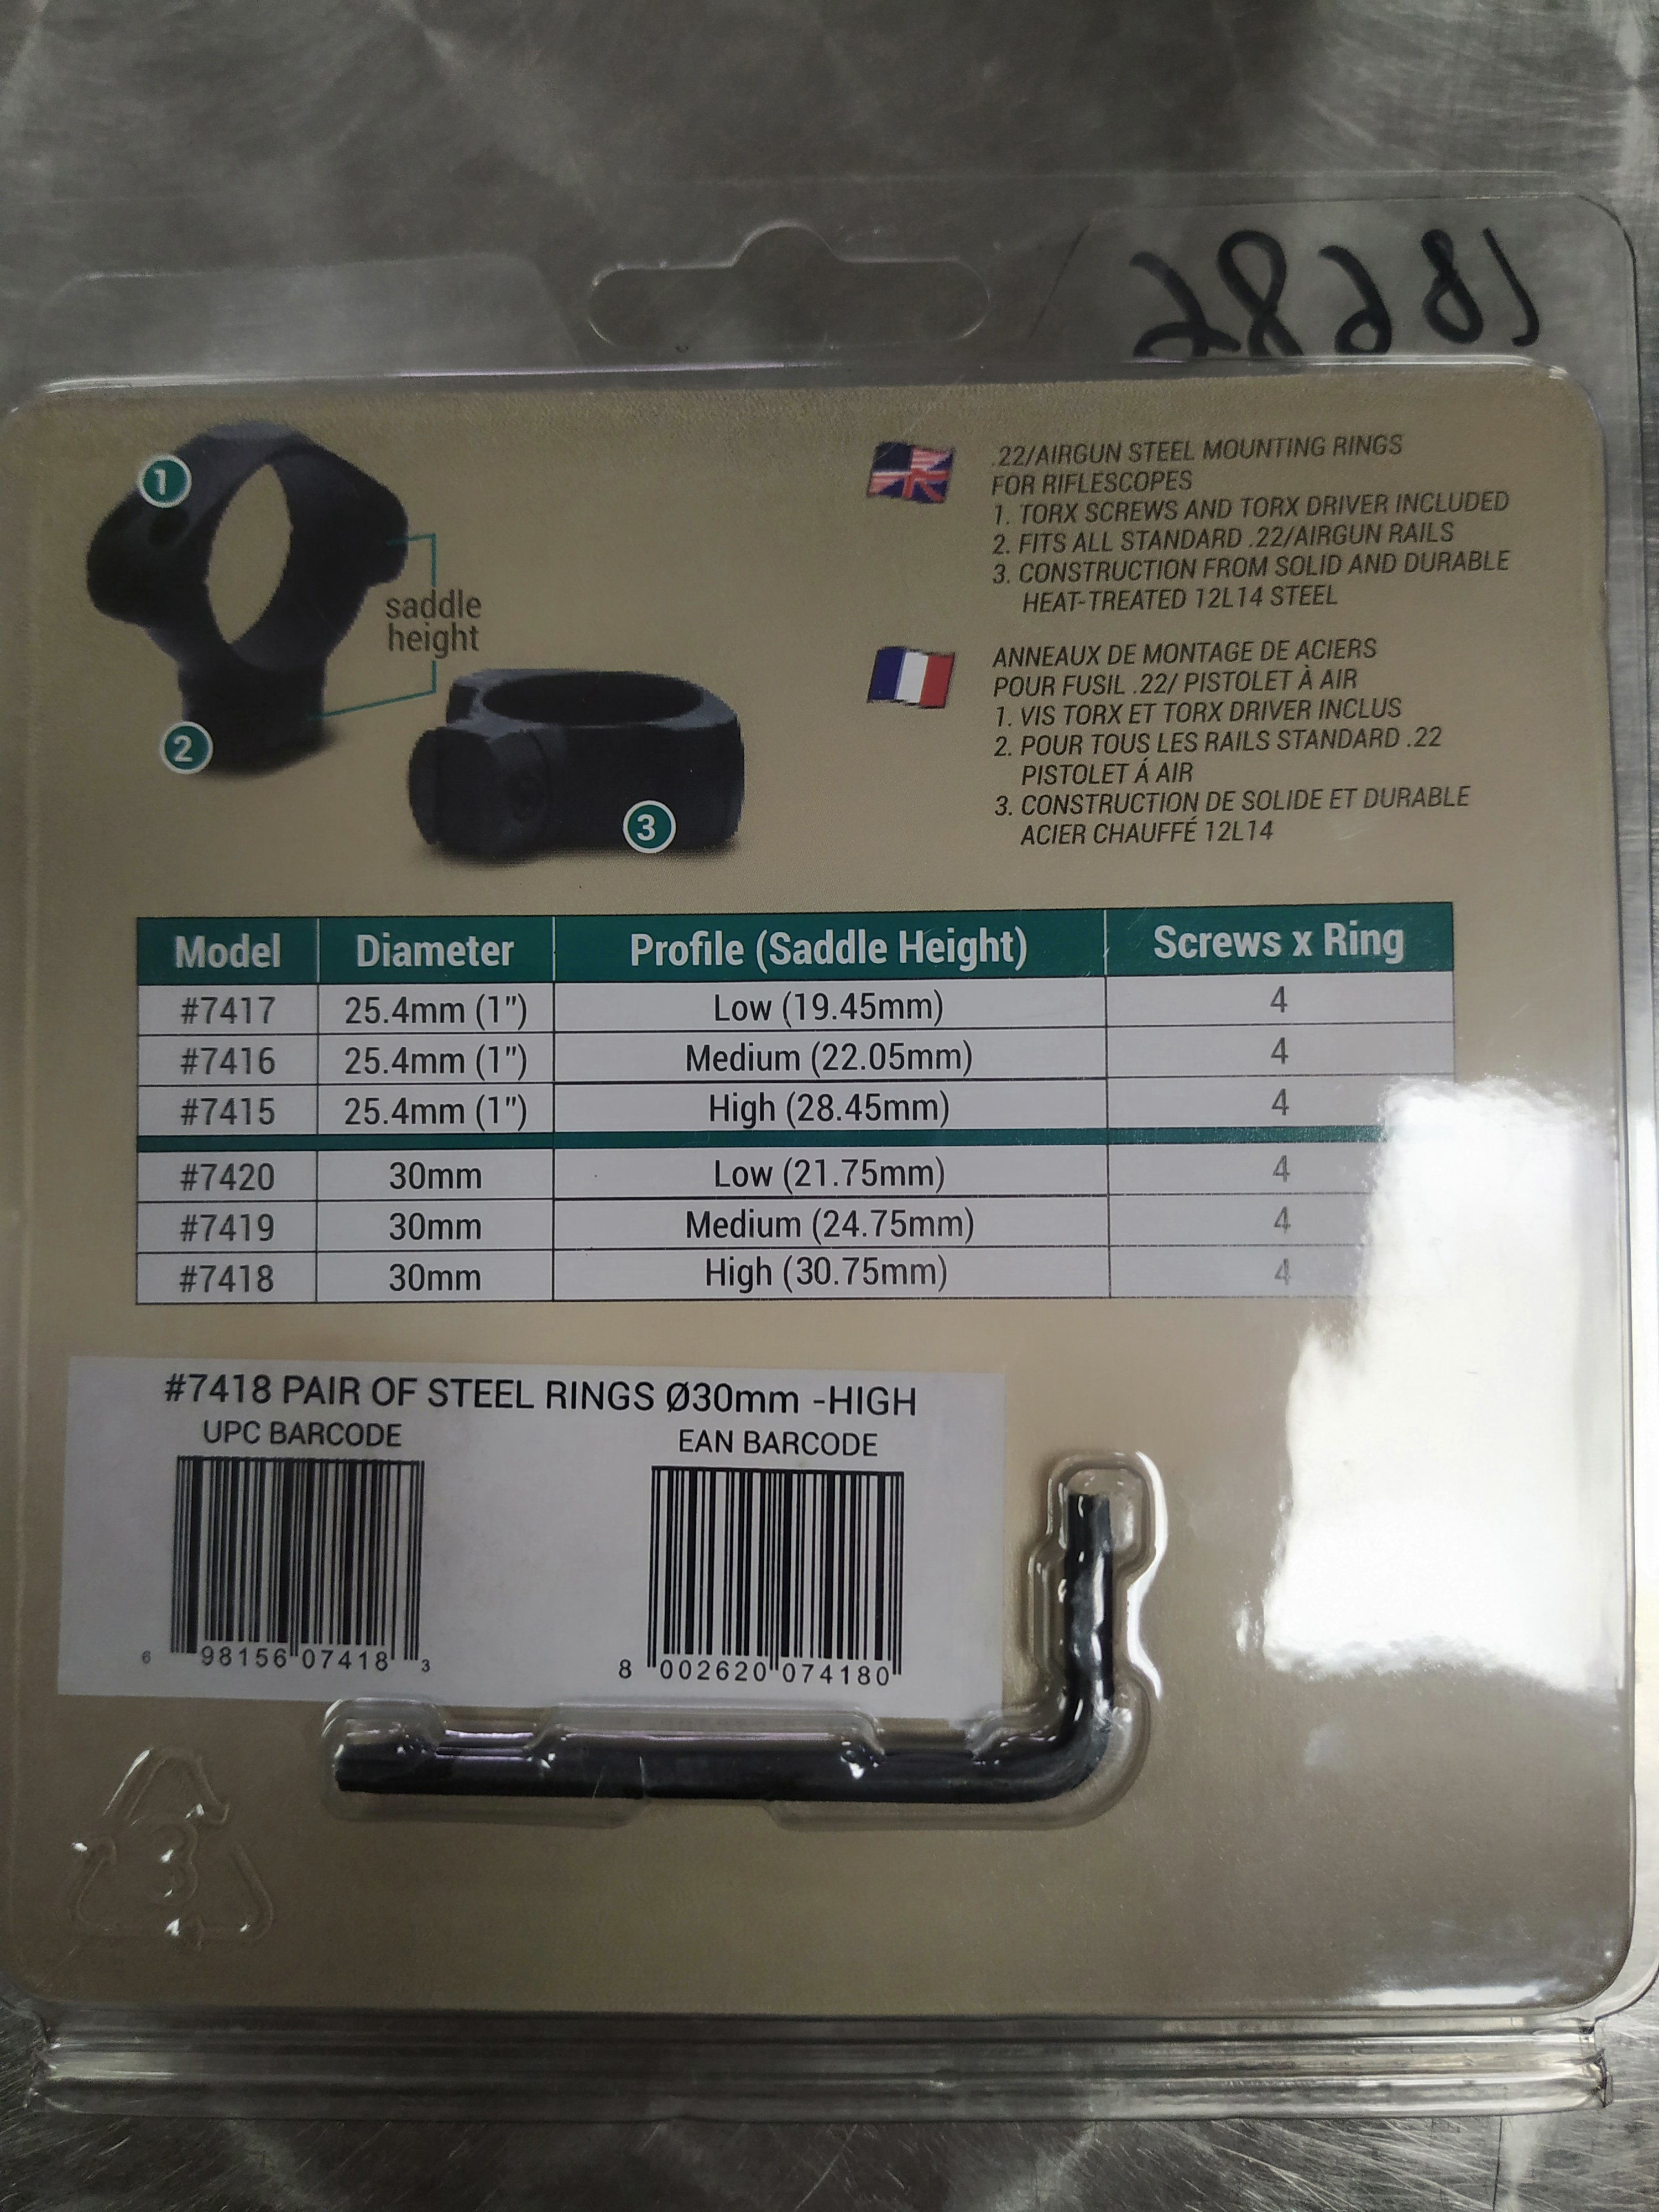 1
saddle
height
2
3
.22/AIRGUN STEEL MOUNTING RINGS
FOR RIFLESCOPES
1. TORX SCREWS AND TORX DRIVER INCLUDED
2. FITS ALL STANDARD .22/AIRGUN RAILS
3. CONSTRUCTION FROM SOLID AND DURABLE
HEAT-TREATED 12L14 STEEL
ANNEAUX DE MONTAGE DE ACIERS
POUR FUSIL .22/ PISTOLET À AIR
1. VIS TORX ET TORX DRIVER INCLUS
2. POUR TOUS LES RAILS STANDARD .22
PISTOLET Á AIR
3. CONSTRUCTION DE SOLIDE ET DURABLE
ACIER CHAUFFÉ 12L14
Model Diameter Profile (Saddle Height) Screws x Ring
#7417 25.4mm (1") Low (19.45mm) 4
#7416 25.4mm (1") Medium (22.05mm) 4
#7415 25.4mm (1") High (28.45mm) 4
#7420 30mm Low (21.75mm) 4
#7419 30mm Medium (24.75mm) 4
#7418 30mm High (30.75mm) 4
#7418 PAIR OF STEEL RINGS Ø30mm -HIGH
UPC BARCODE EAN BARCODE
6 98156 07418 3 8 002620 074180
3